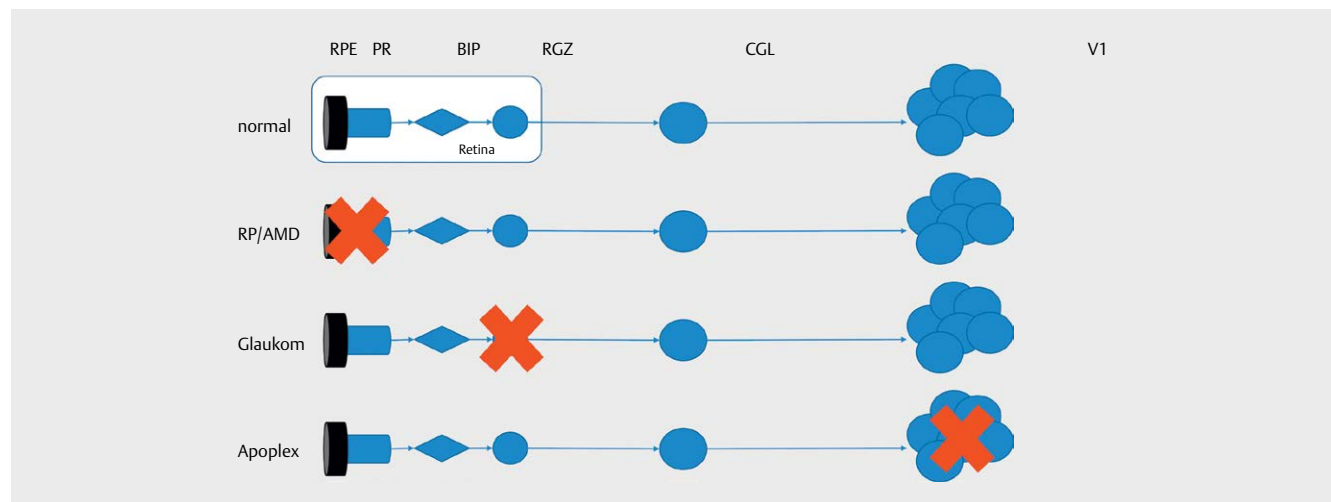 RPE PR BIP RGZ CGL V1
normal
Retina
RP/AMD
Glaukom
Apoplex